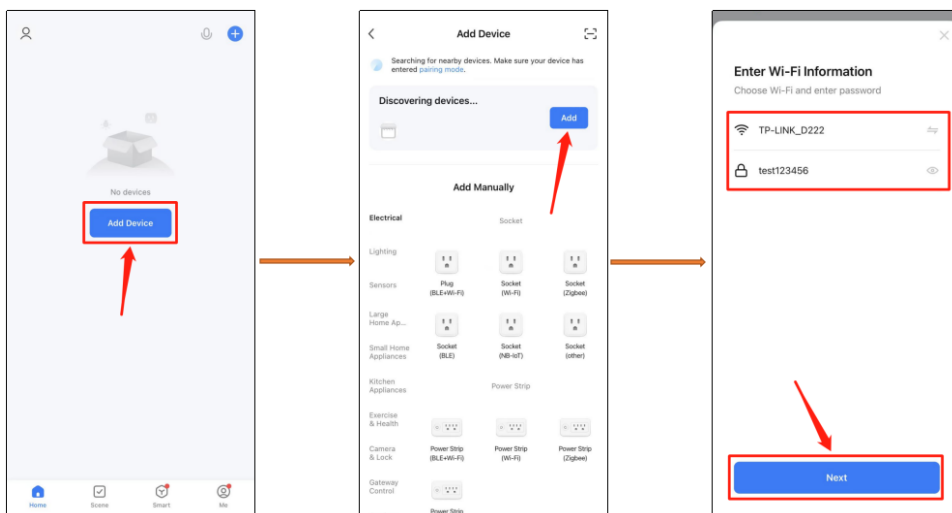 No devices
Add Device
Home
Scene
Smart
Me
Add Device
Searching for nearby devices. Make sure your device has
entered pairing mode.
Discovering devices...
Add
Add Manually
Electrical
Socket
Lighting
Sensors
Plug
(BLE+Wi-Fi)
Socket
(Wi-Fi)
Socket
(Zigbee)
Large
Home Ap...
Small Home
Appliances
Socket
(BLE)
Socket
(NB-IoT)
Socket
(other)
Kitchen
Appliances
Power Strip
Exercise
& Health
Camera
& Lock
Power Strip
(BLE+Wi-Fi)
Power Strip
(Wi-Fi)
Power Strip
(Zigbee)
Gateway
Control
Power Strip
Enter Wi-Fi Information
Choose Wi-Fi and enter password
TP-LINK_D222
test123456
Next